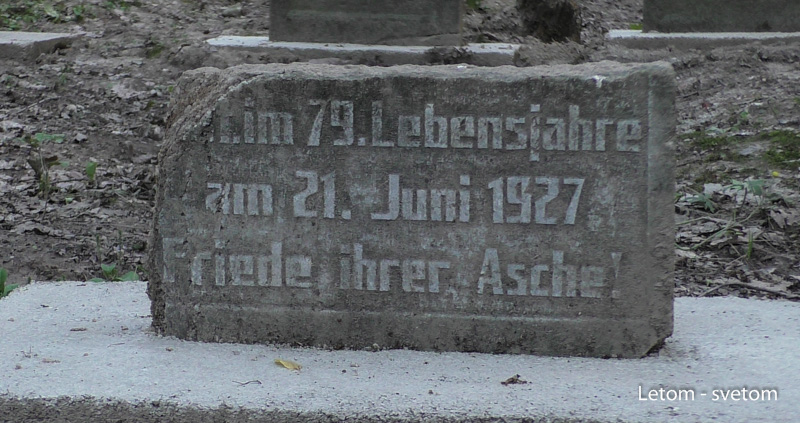 t. im 79. Lebensjahre
am 21. Juni 1927
Friede ihrer Asche!
Letom - svetom